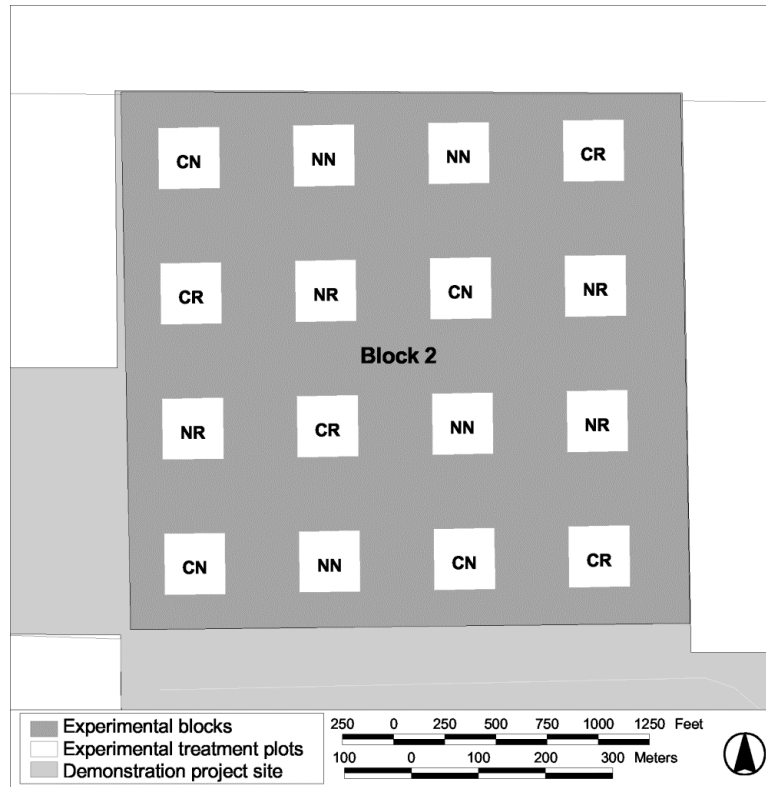 CN NN NN CR
CR NR CN NR
Block 2
NR CR NN NR
CN NN CN CR
Experimental blocks
Experimental treatment plots
Demonstration project site
250 0 250 500 750 1000 1250 Feet
100 0 100 200 300 Meters